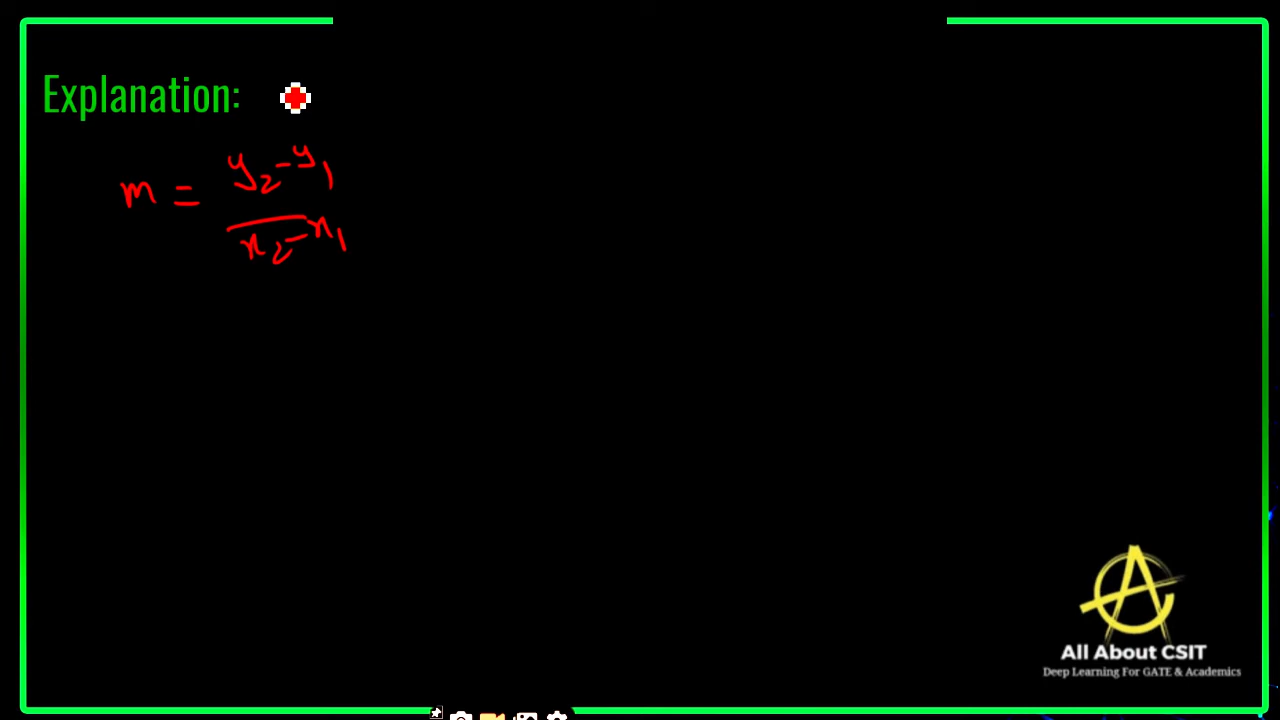 Explanation:
m = y2-y1
x2-x1
All About CSIT
Deep Learning For GATE & Academics